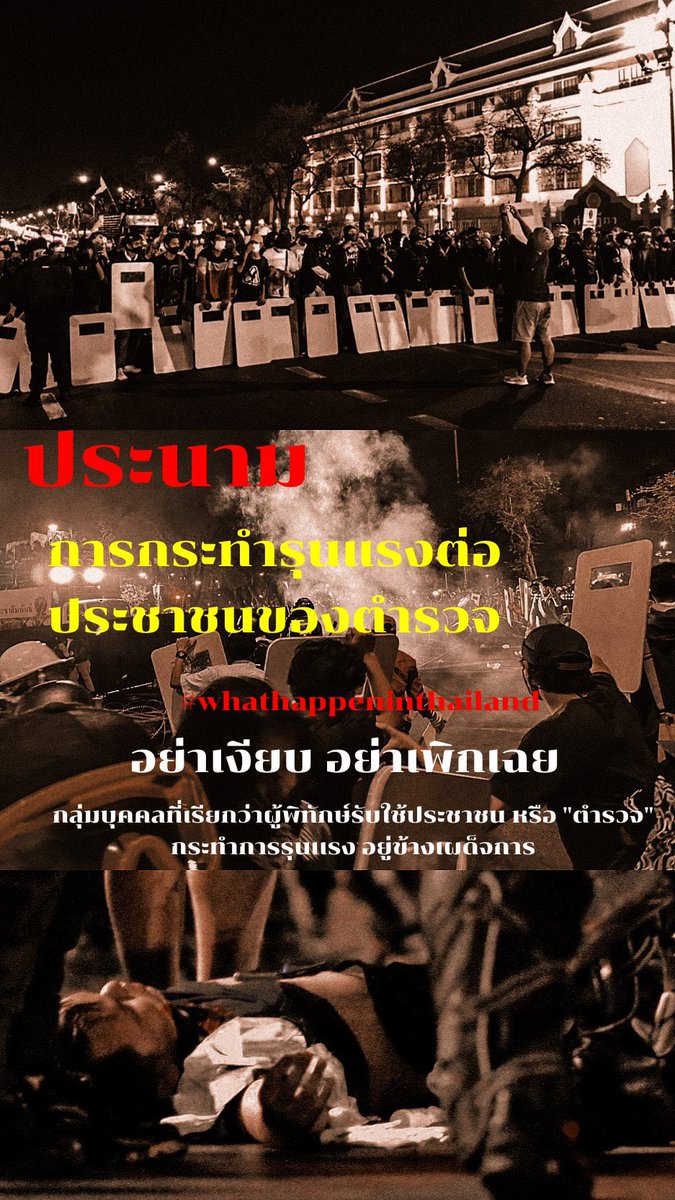 ประนาม
การกระทำรุนแรงต่อ
ประชาชนของตำรวจ
#whathappeninthailand
อย่าเงียบ อย่าเพิกเฉย
กลุ่มบุคคลที่เรียกว่าผู้พิทักษ์รับใช้ประชาชน หรือ "ตำรวจ"
กระทำการรุนแรง อยู่ข้างเผด็จการ